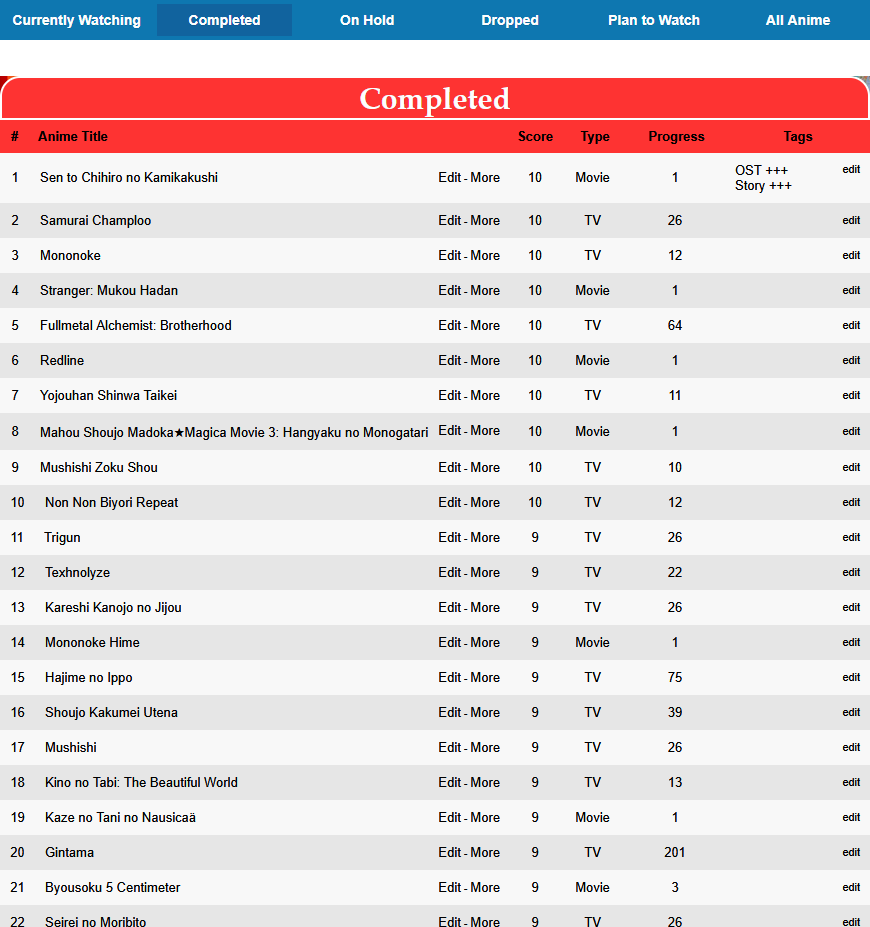 Currently Watching Completed On Hold Dropped Plan to Watch All Anime
Completed
# Anime Title Score Type Progress Tags
1 Sen to Chihiro no Kamikakushi Edit - More 10 Movie 1 OST +++ edit
Story +++
2 Samurai Champloo Edit - More 10 TV 26 edit
3 Mononoke Edit - More 10 TV 12 edit
4 Stranger: Mukou Hadan Edit - More 10 Movie 1 edit
5 Fullmetal Alchemist: Brotherhood Edit - More 10 TV 64 edit
6 Redline Edit - More 10 Movie 1 edit
7 Yojouhan Shinwa Taikei Edit - More 10 TV 11 edit
8 Mahou Shoujo Madoka★Magica Movie 3: Hangyaku no Monogatari Edit - More 10 Movie 1 edit
9 Mushishi Zoku Shou Edit - More 10 TV 10 edit
10 Non Non Biyori Repeat Edit - More 10 TV 12 edit
11 Trigun Edit - More 9 TV 26 edit
12 Texhnolyze Edit - More 9 TV 22 edit
13 Kareshi Kanojo no Jijou Edit - More 9 TV 26 edit
14 Mononoke Hime Edit - More 9 Movie 1 edit
15 Hajime no Ippo Edit - More 9 TV 75 edit
16 Shoujo Kakumei Utena Edit - More 9 TV 39 edit
17 Mushishi Edit - More 9 TV 26 edit
18 Kino no Tabi: The Beautiful World Edit - More 9 TV 13 edit
19 Kaze no Tani no Nausicaä Edit - More 9 Movie 1 edit
20 Gintama Edit - More 9 TV 201 edit
21 Byousoku 5 Centimeter Edit - More 9 Movie 3 edit
22 Seirei no Moribito Edit - More 9 TV 26 edit